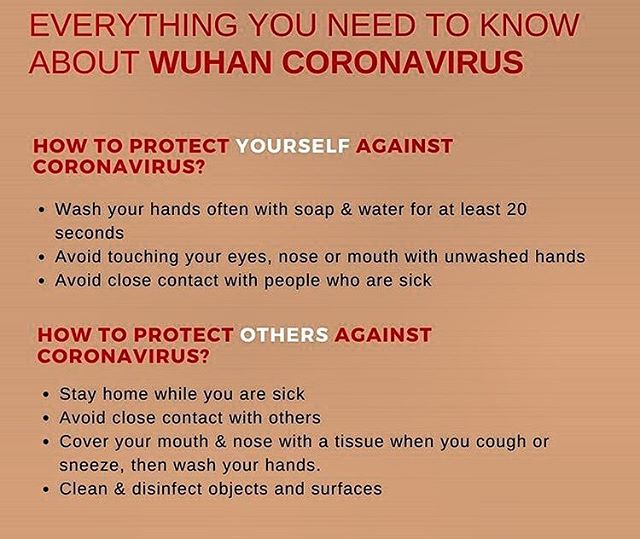 EVERYTHING YOU NEED TO KNOW
ABOUT WUHAN CORONAVIRUS
HOW TO PROTECT YOURSELF AGAINST
CORONAVIRUS?
• Wash your hands often with soap & water for at least 20
seconds
• Avoid touching your eyes, nose or mouth with unwashed hands
• Avoid close contact with people who are sick
HOW TO PROTECT OTHERS AGAINST
CORONAVIRUS?
• Stay home while you are sick
• Avoid close contact with others
• Cover your mouth & nose with a tissue when you cough or
sneeze, then wash your hands.
• Clean & disinfect objects and surfaces